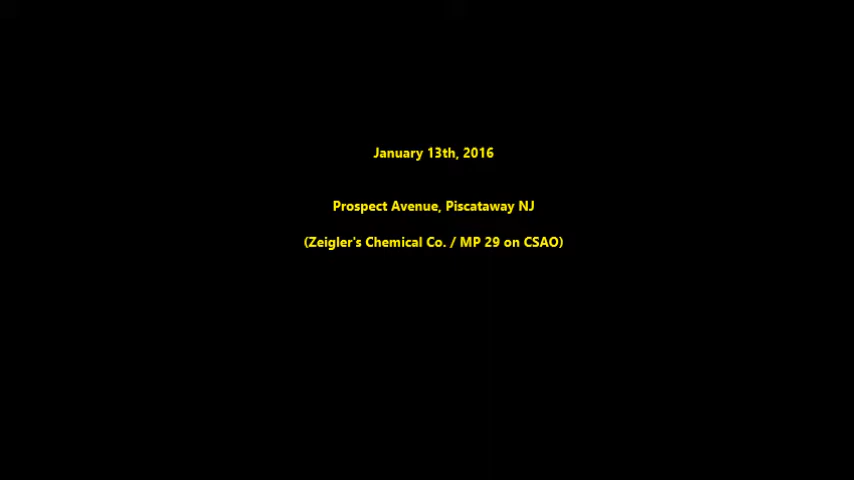 January 13th, 2016
Prospect Avenue, Piscataway NJ
(Zeigler's Chemical Co. / MP 29 on CSAO)